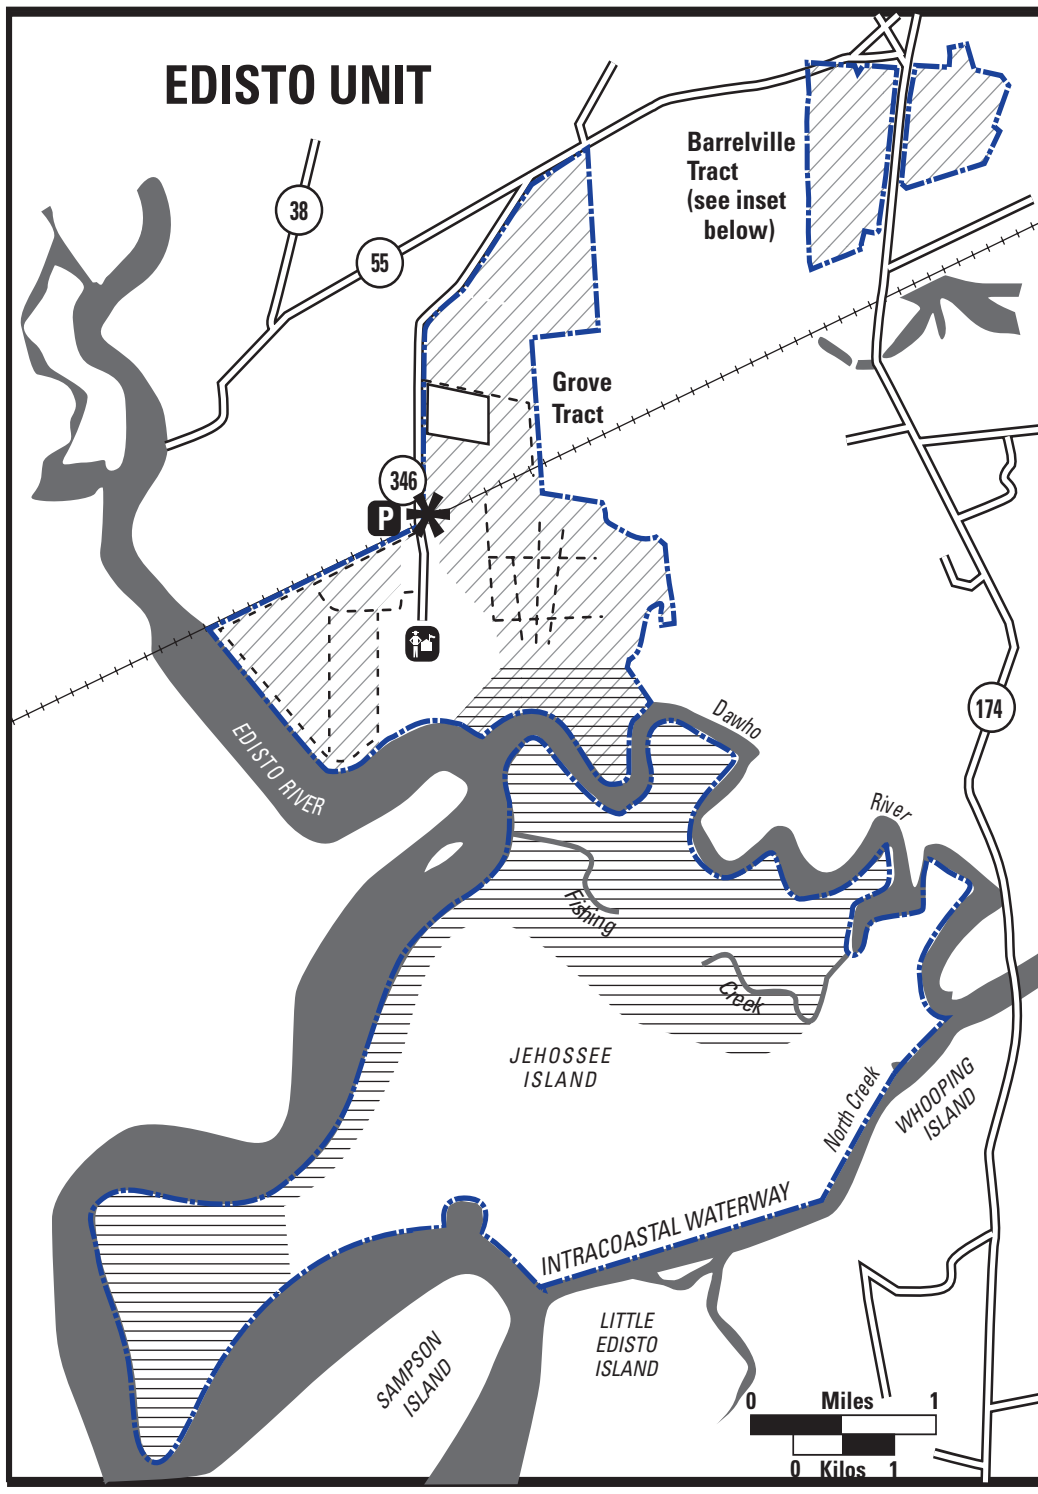 EDISTO UNIT
Barrelville
Tract
(see inset
below)
38
55
Grove
Tract
346
P
174
Dawho
River
EDISTO RIVER
Fishing
Creek
JEHOSSEE
ISLAND
North Creek
WHOOPING
ISLAND
INTRACOASTAL WATERWAY
LITTLE
EDISTO
ISLAND
SAMPSON
ISLAND
0 Miles 1
0 Kilos 1